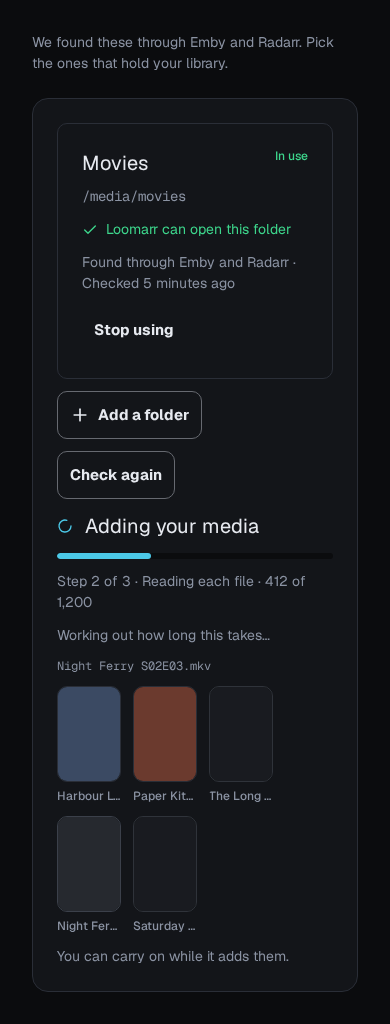 We found these through Emby and Radarr. Pick
the ones that hold your library.
Movies
In use
/media/movies
Loomarr can open this folder
Found through Emby and Radarr ·
Checked 5 minutes ago
Stop using
Add a folder
Check again
Adding your media
Step 2 of 3 · Reading each file · 412 of
1,200
Working out how long this takes…
Night Ferry S02E03.mkv
Harbour L…
Paper Kit…
The Long …
Night Fer…
Saturday …
You can carry on while it adds them.